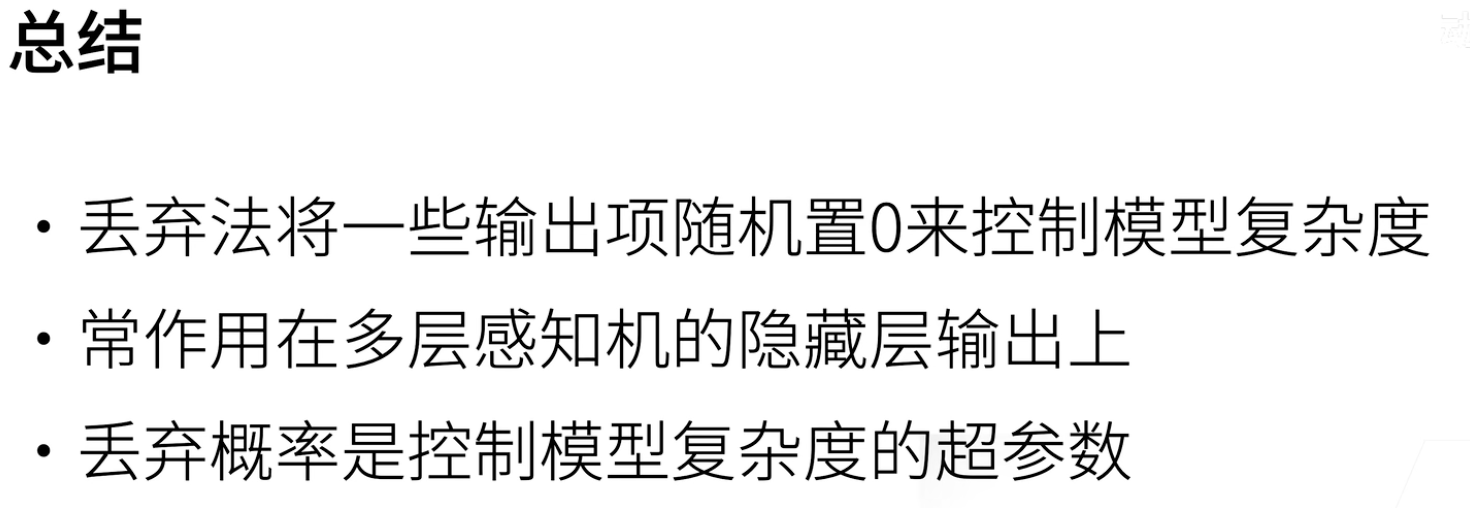 总结
• 丢弃法将一些输出项随机置0来控制模型复杂度
• 常作用在多层感知机的隐藏层输出上
• 丢弃概率是控制模型复杂度的超参数